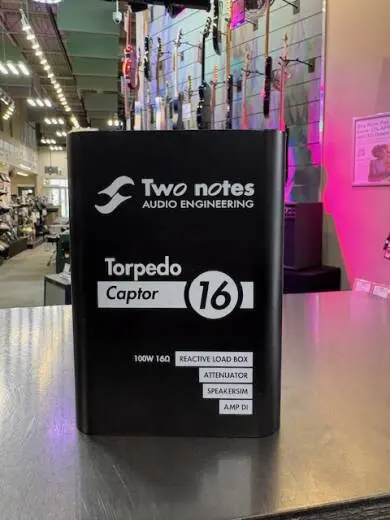 Two notes
AUDIO ENGINEERING
Torpedo
Captor 16
100W 16Ω REACTIVE LOAD BOX
ATTENUATOR
SPEAKERSIM
AMP DI